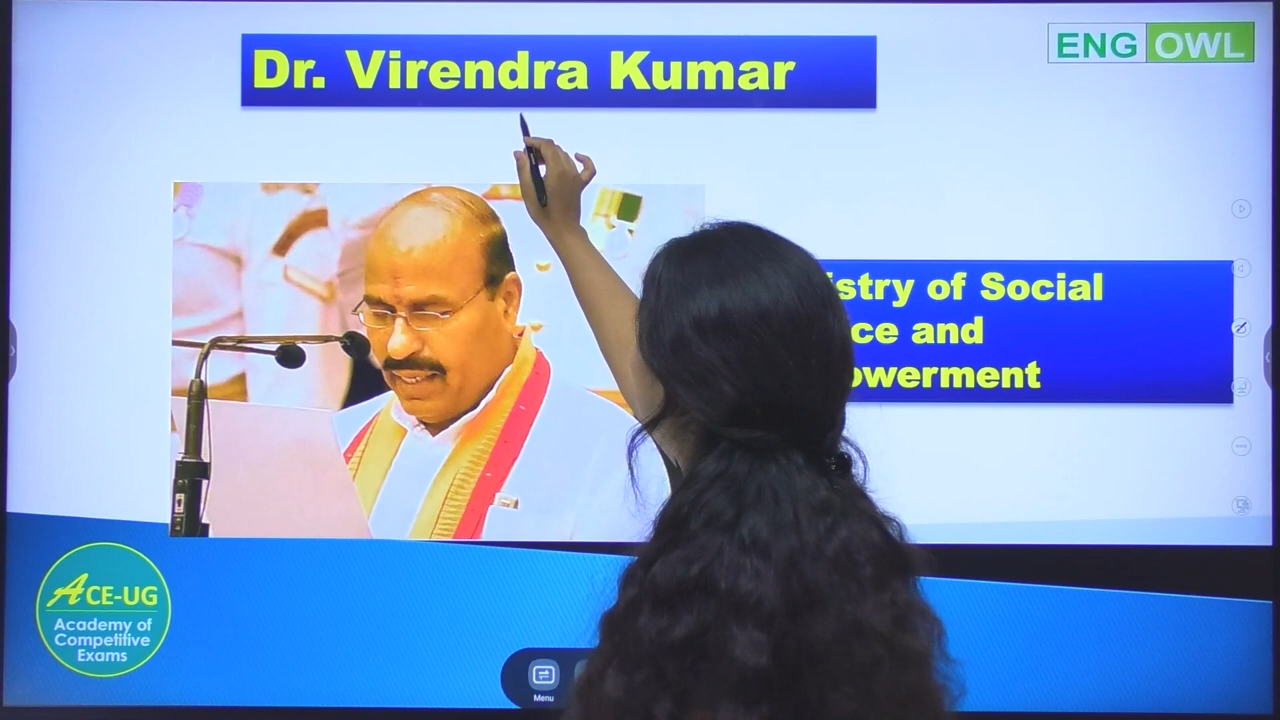 Dr. Virendra Kumar
ENG OWL
istry of Social
ce and
owerment
ACE-UG
Academy of
Competitive
Exams
Menu